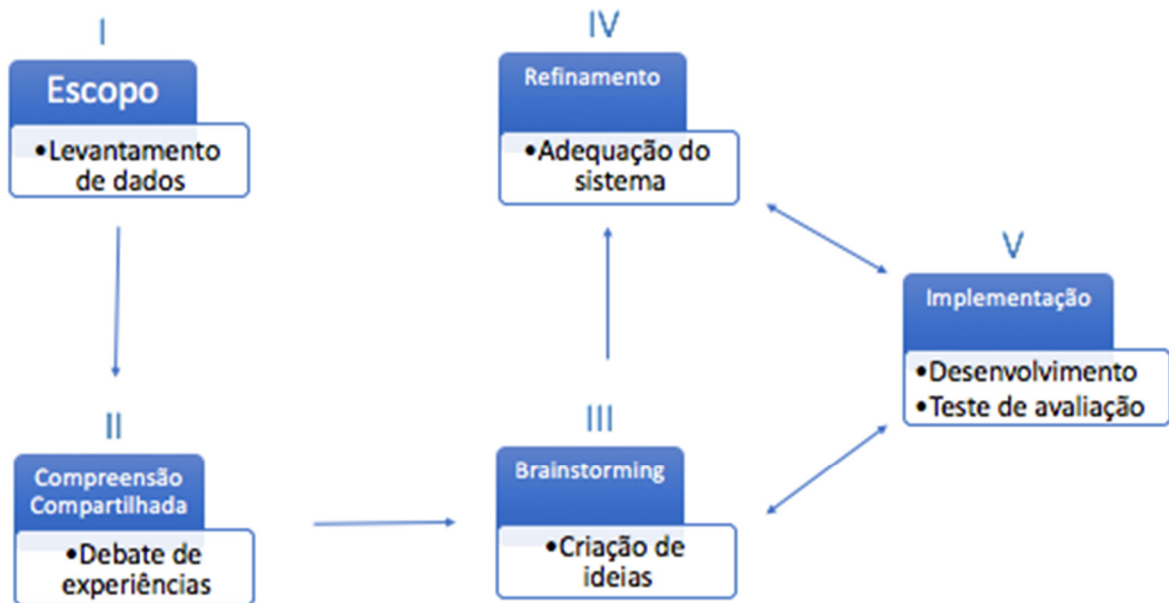 I
Escopo
•Levantamento
de dados
II
Compreensão
Compartilhada
•Debate de
experiências
III
Brainstorming
•Criação de
ideias
IV
Refinamento
•Adequação do
sistema
V
Implementação
•Desenvolvimento
•Teste de avaliação